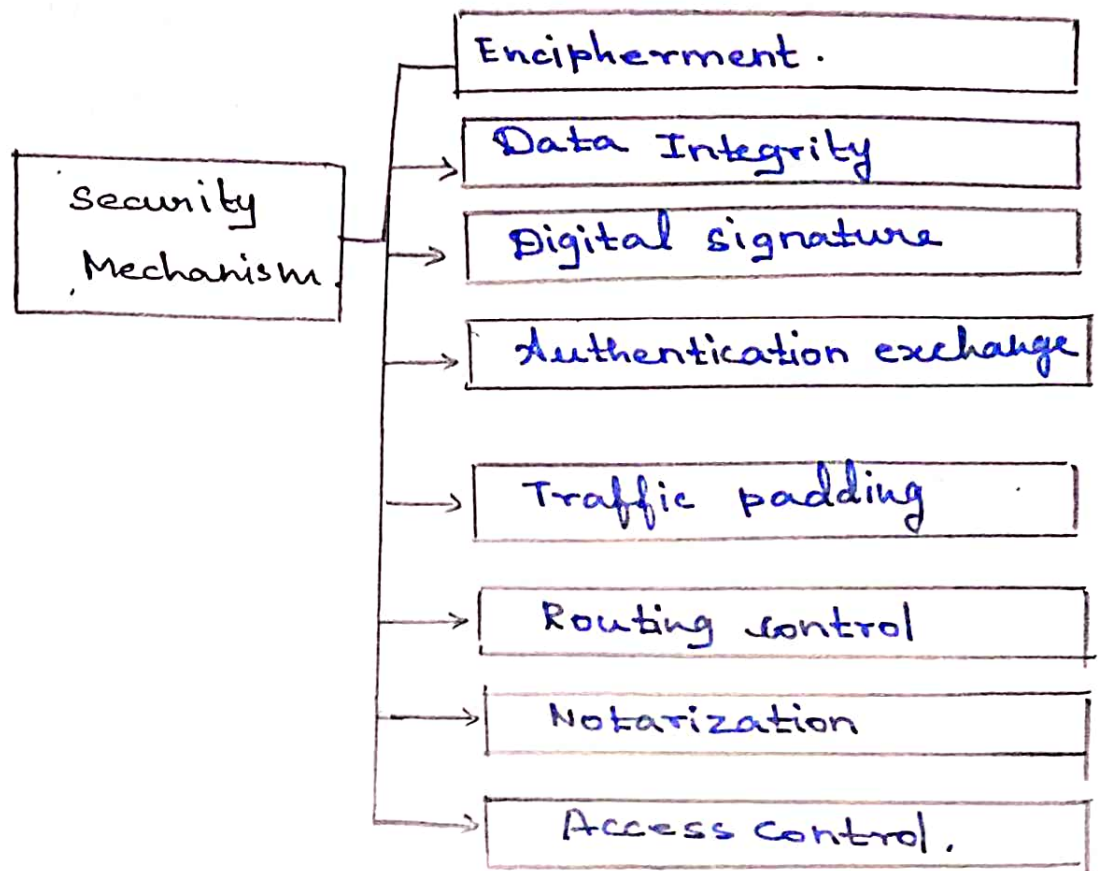 Security
Mechanism
Encipherment.
Data Integrity
Digital signature
Authentication exchange
Traffic padding
Routing control
Notarization
Access control.